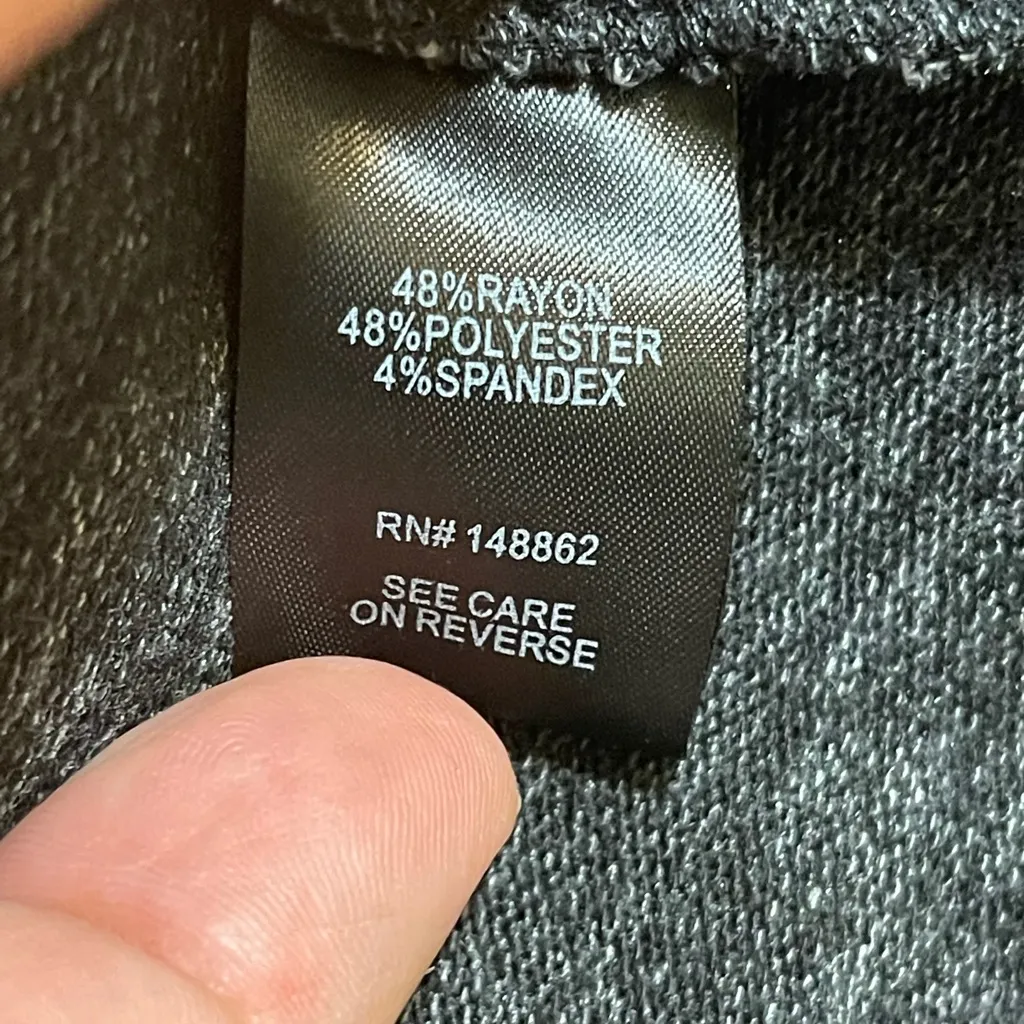 48%RAYON
48%POLYESTER
4%SPANDEX
RN# 148862
SEE CARE
ON REVERSE